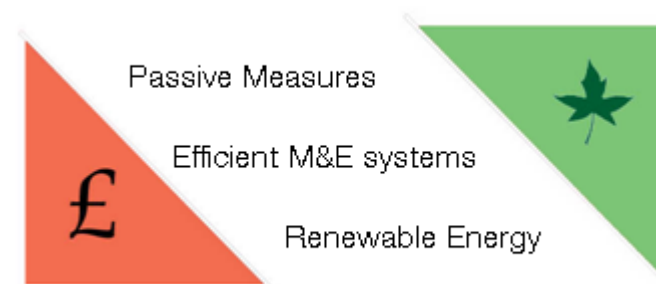 Passive Measures
Efficient M&E systems
£
Renewable Energy